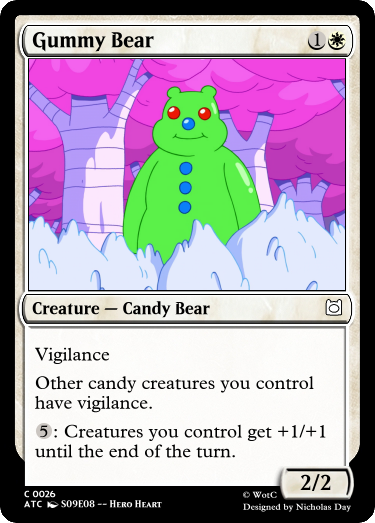 Gummy Bear 1
Creature — Candy Bear
Vigilance
Other candy creatures you control
have vigilance.
5: Creatures you control get +1/+1
until the end of the turn.
2/2
C 0026
ATC S09E08 -- Hero Heart
© WotC
Designed by Nicholas Day